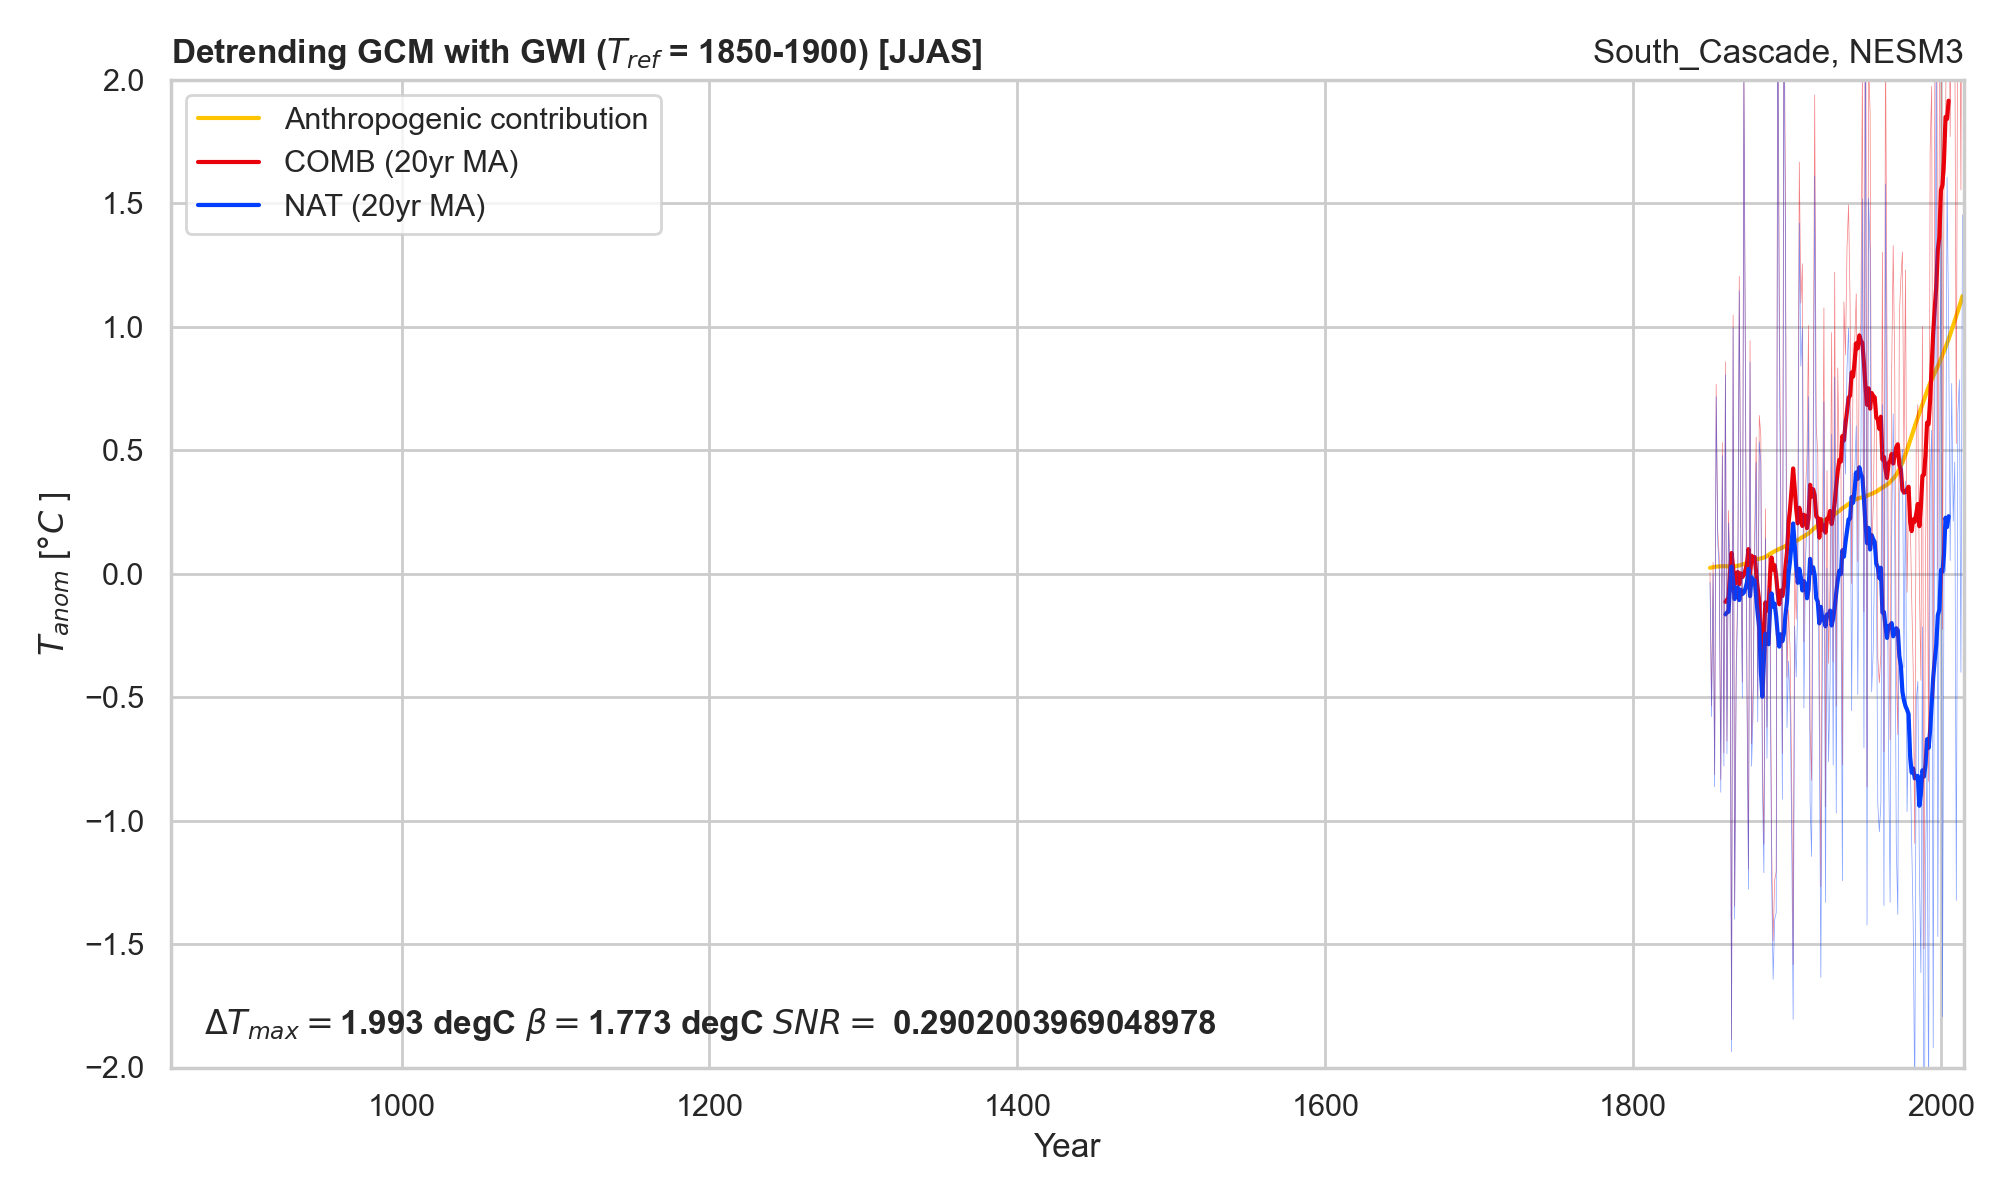 Detrending GCM with GWI (T_ref = 1850-1900) [JJAS]
South_Cascade, NESM3
2.0
1.5
1.0
0.5
0.0
−0.5
−1.0
−1.5
−2.0
T_anom [°C]
Anthropogenic contribution
COMB (20yr MA)
NAT (20yr MA)
ΔT_max = 1.993 degC β = 1.773 degC SNR = 0.2902003969048978
1000 1200 1400 1600 1800 2000
Year